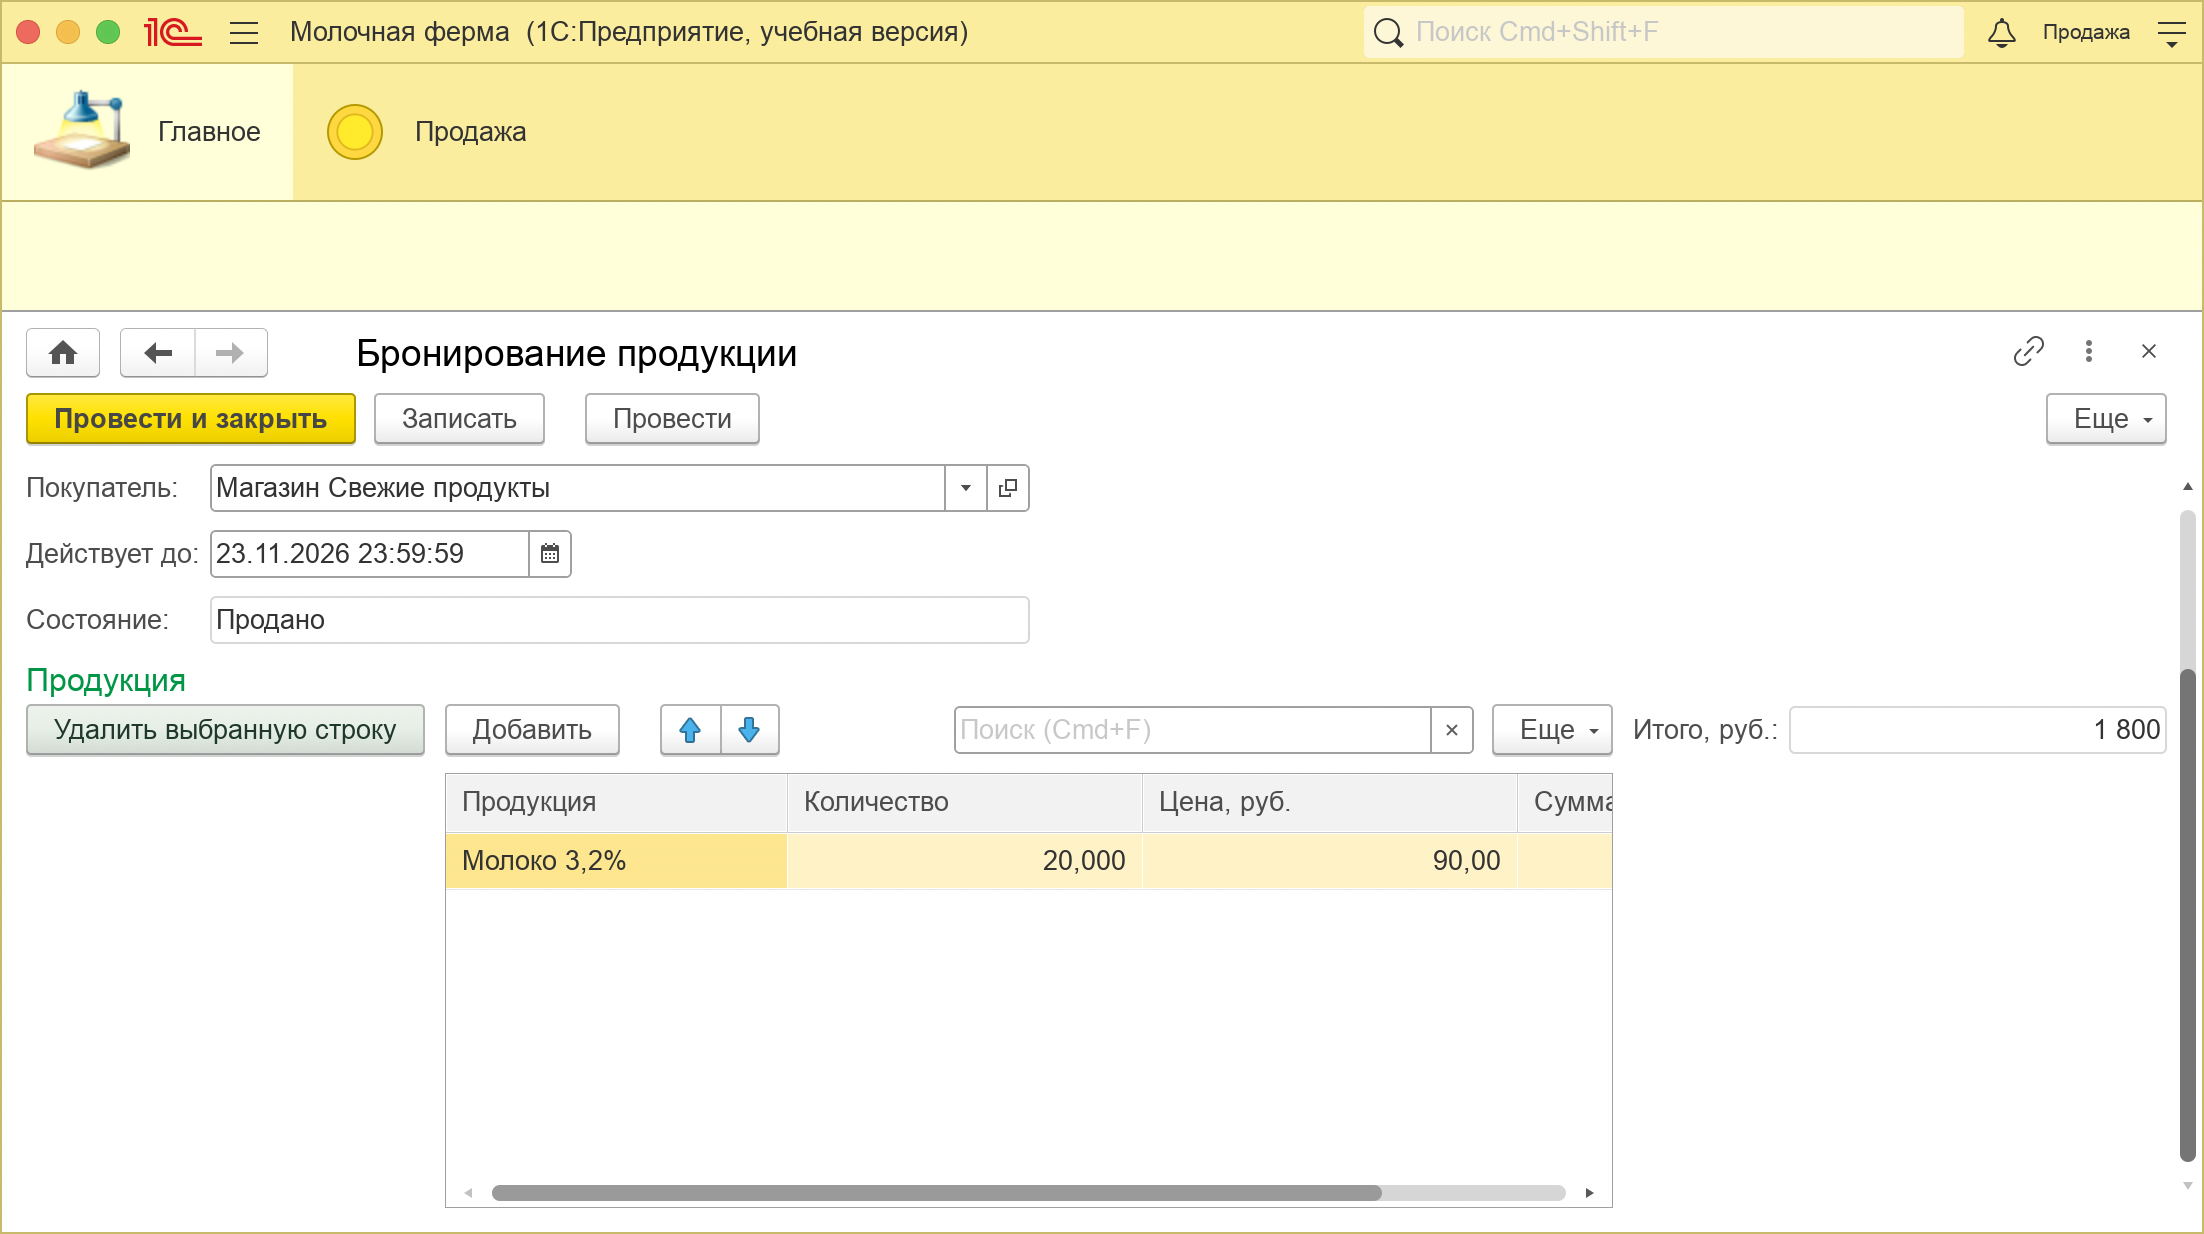 1С Молочная ферма (1С:Предприятие, учебная версия) Поиск Cmd+Shift+F Продажа
Главное Продажа
Бронирование продукции
Провести и закрыть Записать Провести Еще
Покупатель: Магазин Свежие продукты
Действует до: 23.11.2026 23:59:59
Состояние: Продано
Продукция
Удалить выбранную строку Добавить Поиск (Cmd+F) × Еще Итого, руб.: 1 800
Продукция Количество Цена, руб. Сумма
Молоко 3,2% 20,000 90,00